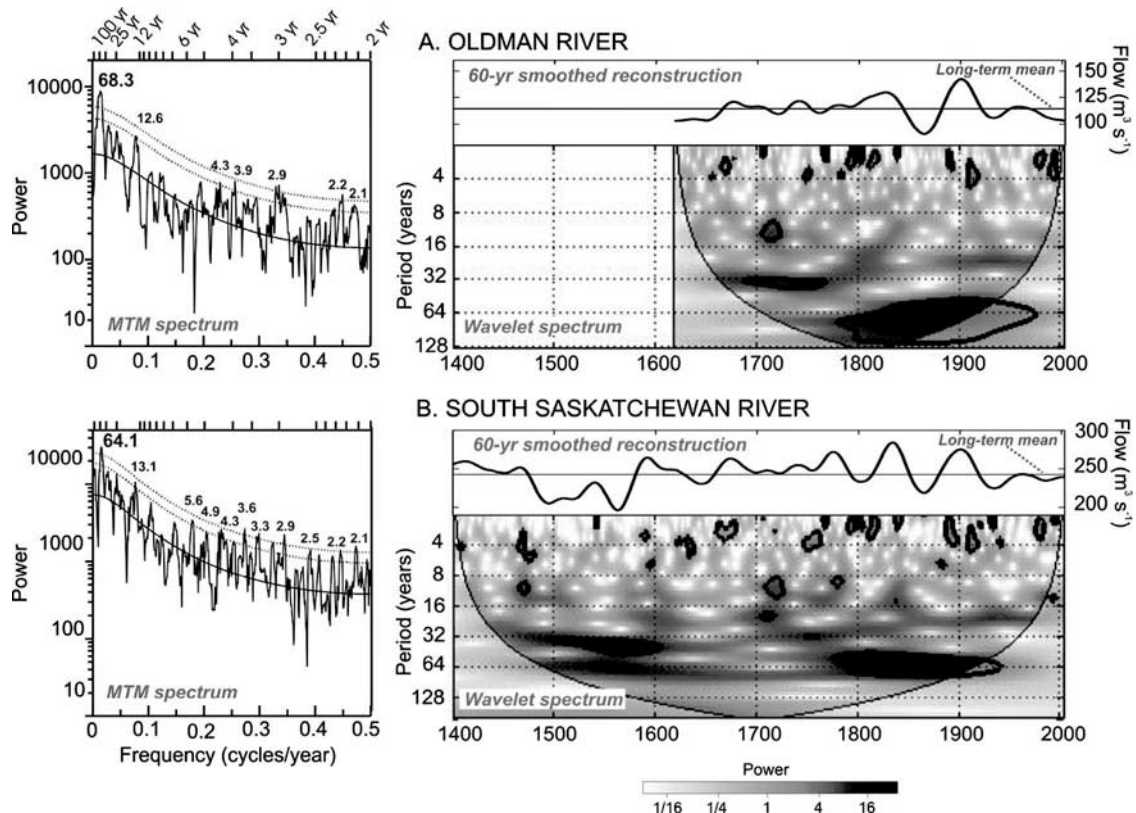 100 yr 25 yr 12 yr 6 yr 4 yr 3 yr 2.5 yr 2 yr
A. OLDMAN RIVER
10000
1000
100
10
Power
68.3
12.6
4.3
3.9
2.9
2.2
2.1
MTM spectrum
0 0.1 0.2 0.3 0.4 0.5
60-yr smoothed reconstruction
Long-term mean
150
125
100
Flow (m³ s⁻¹)
4
8
16
32
64
128
Period (years)
Wavelet spectrum
1400 1500 1600 1700 1800 1900 2000
B. SOUTH SASKATCHEWAN RIVER
10000
1000
100
10
Power
64.1
13.1
5.6
4.9
4.3
3.6
3.3
2.9
2.5
2.2
2.1
MTM spectrum
0 0.1 0.2 0.3 0.4 0.5
Frequency (cycles/year)
60-yr smoothed reconstruction
Long-term mean
300
250
200
Flow (m³ s⁻¹)
4
8
16
32
64
128
Period (years)
Wavelet spectrum
1400 1500 1600 1700 1800 1900 2000
Power
1/16 1/4 1 4 16